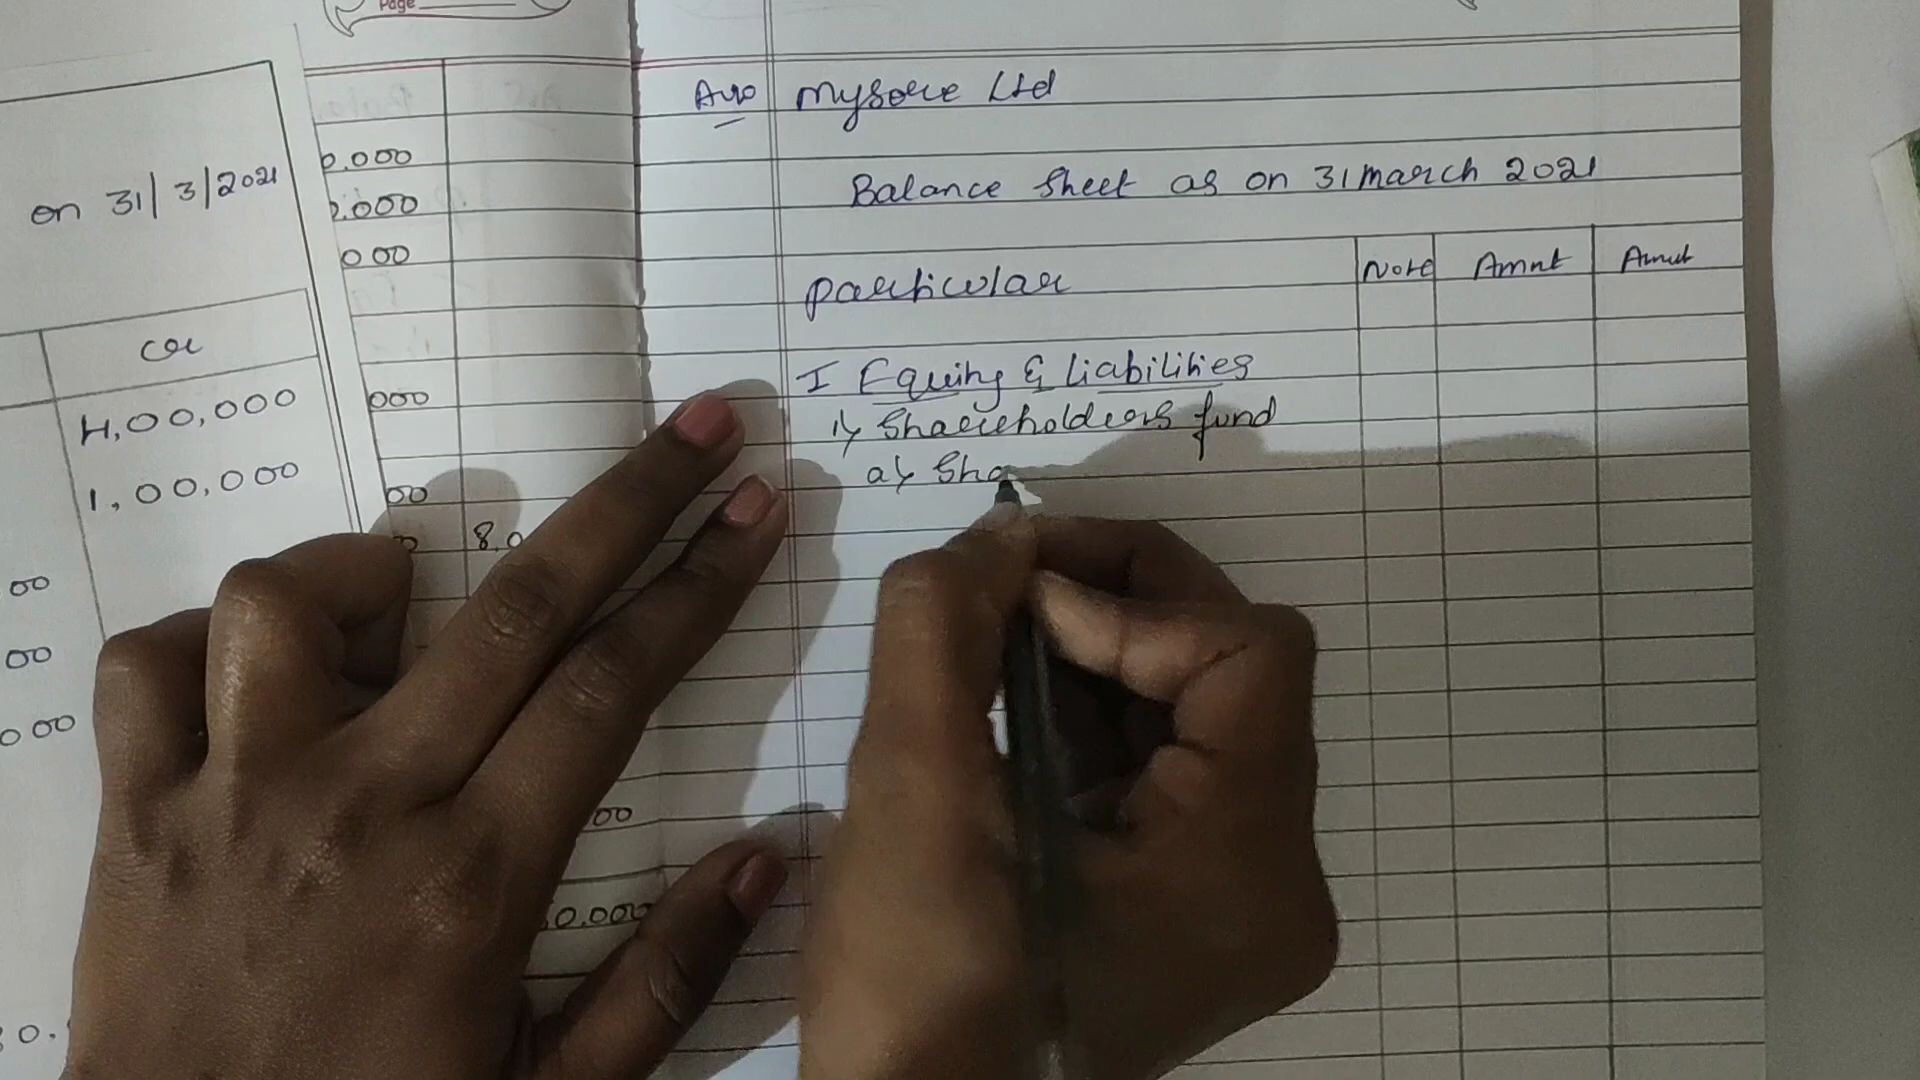 Page
on 31/3/2021
cr
4,00,000
1,00,000
00
00
000
0.000
0.000
000
000
00
8,0
00
0.000
Ans Mysore Ltd
Balance Sheet as on 31 March 2021
Particular Note Amnt Amnt
I Equity & Liabilities
1) Shareholders fund
a) Sha